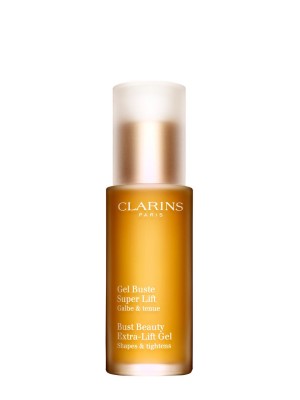 CLARINS
PARIS
Gel Buste
Super Lift
Galbe & tenue
Bust Beauty
Extra-Lift Gel
Shapes & tightens